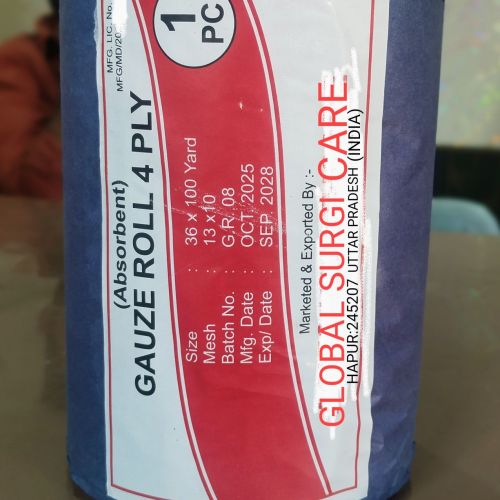 MFG. LIC. No.
MFG/MD/20
(Absorbent)
GAUZE ROLL 4 PLY
1
PC
Size : 36 x 100 Yard
Mesh : 13 x 10
Batch No. : G.R. 08
Mfg. Date : OCT. 2025
Exp/ Date : SEP. 2028
Marketed & Exported By :-
GLOBAL SURGI CARE
HAPUR:245207 UTTAR PRADESH (INDIA)